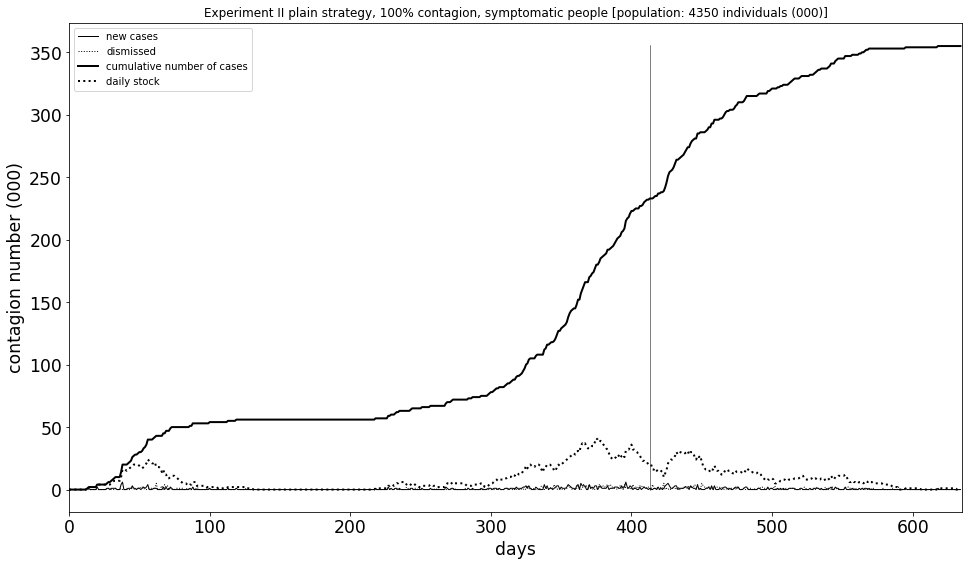 Experiment II plain strategy, 100% contagion, symptomatic people [population: 4350 individuals (000)]
new cases
dismissed
cumulative number of cases
daily stock
contagion number (000)
350
300
250
200
150
100
50
0
0 100 200 300 400 500 600
days